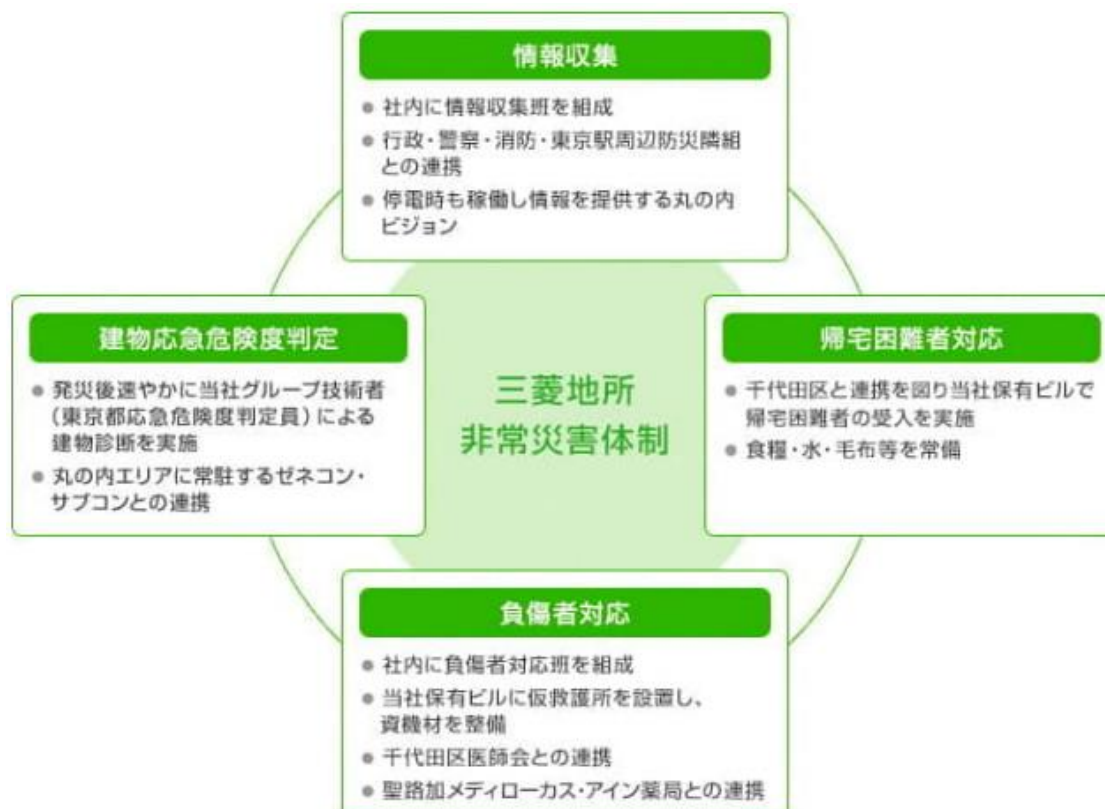 情報収集
● 社内に情報収集班を組成
● 行政・警察・消防・東京駅周辺防災隣組
との連携
● 停電時も稼働し情報を提供する丸の内
ビジョン
建物応急危険度判定
● 発災後速やかに当社グループ技術者
(東京都応急危険度判定員)による
建物診断を実施
● 丸の内エリアに常駐するゼネコン・
サブコンとの連携
三菱地所
非常災害体制
帰宅困難者対応
● 千代田区と連携を図り当社保有ビルで
帰宅困難者の受入を実施
● 食糧・水・毛布等を常備
負傷者対応
● 社内に負傷者対応班を組成
● 当社保有ビルに仮救護所を設置し、
資機材を整備
● 千代田区医師会との連携
● 聖路加メディローカス・アイン薬局との連携